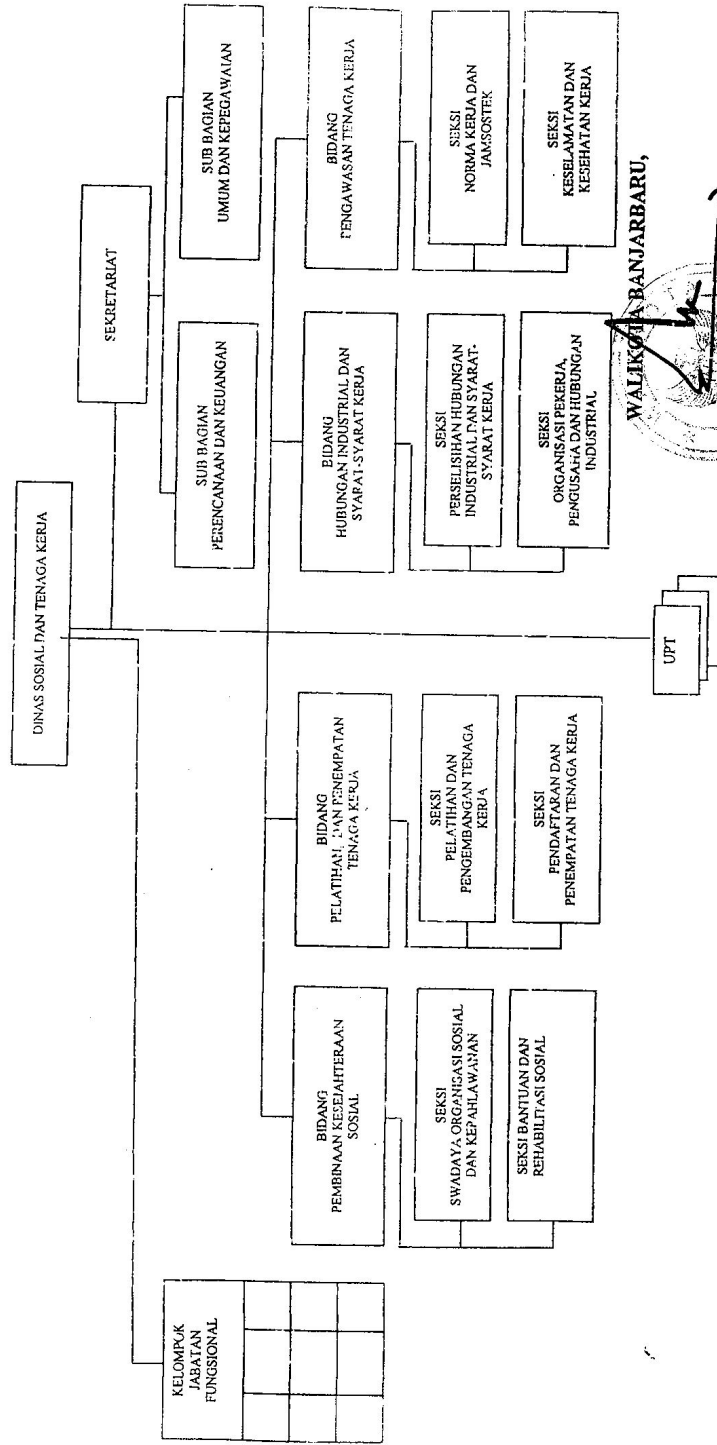 DINAS SOSIAL DAN TENAGA KERJA
SEKRETARIAT
KELOMPOK
JABATAN
FUNGSIONAL
SUB BAGIAN
PERENCANAAN DAN KEUANGAN
SUB BAGIAN
UMUM DAN KEPEGAWAIAN
BIDANG
PEMBINAAN KESEJAHTERAAN
SOSIAL
BIDANG
PELATIHAN, DAN PENEMPATAN
TENAGA KERJA
BIDANG
HUBUNGAN INDUSTRIAL DAN
SYARAT-SYARAT KERJA
BIDANG
PENGAWASAN TENAGA KERJA
SEKSI
SWADAYA ORGANISASI SOSIAL
DAN KEPAHLAWANAN
SEKSI
PELATIHAN DAN
PENGEMBANGAN TENAGA
KERJA
SEKSI
PERSELISIHAN HUBUNGAN
INDUSTRIAL DAN SYARAT-
SYARAT KERJA
SEKSI
NORMA KERJA DAN
JAMSOSTEK
SEKSI BANTUAN DAN
REHABILITASI SOSIAL
SEKSI
PENDAFTARAN DAN
PENEMPATAN TENAGA KERJA
SEKSI
ORGANISASI PEKERJA,
PENGUSAHA DAN HUBUNGAN
INDUSTRIAL
SEKSI
KESELAMATAN DAN
KESEHATAN KERJA
UPT
WALIKOTA BANJARBARU,